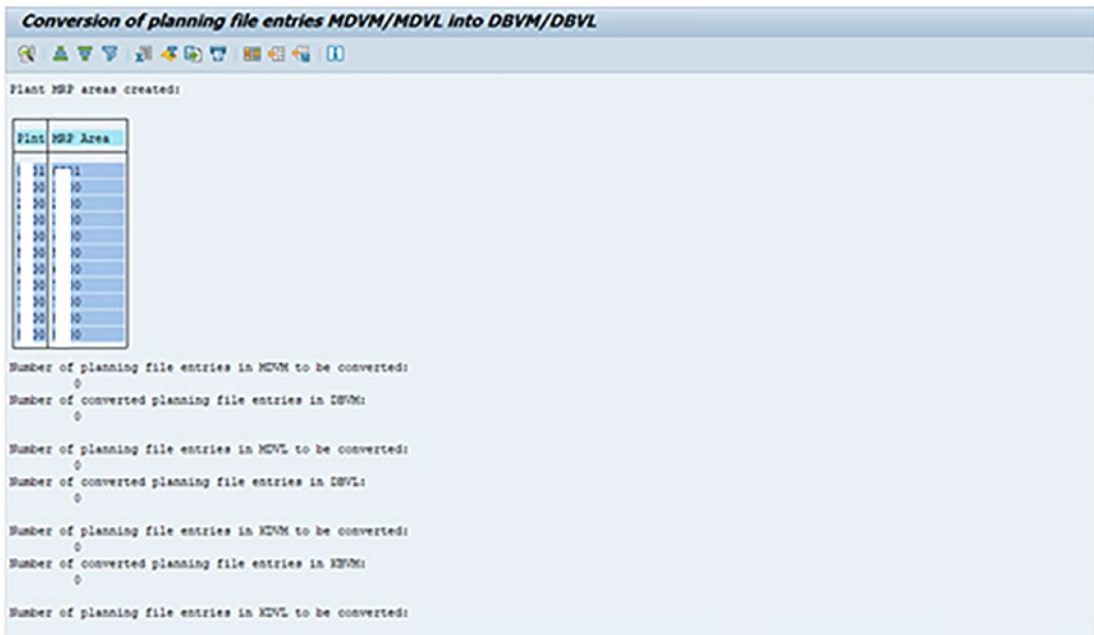 Conversion of planning file entries MDVM/MDVL into DBVM/DBVL
Plant MRP areas created:
Plnt MRP Area
Number of planning file entries in MDVM to be converted:
0
Number of converted planning file entries in DBVM:
0
Number of planning file entries in MDVL to be converted:
0
Number of converted planning file entries in DBVL:
0
Number of planning file entries in KDVM to be converted:
0
Number of converted planning file entries in KBVM:
0
Number of planning file entries in KDVL to be converted: